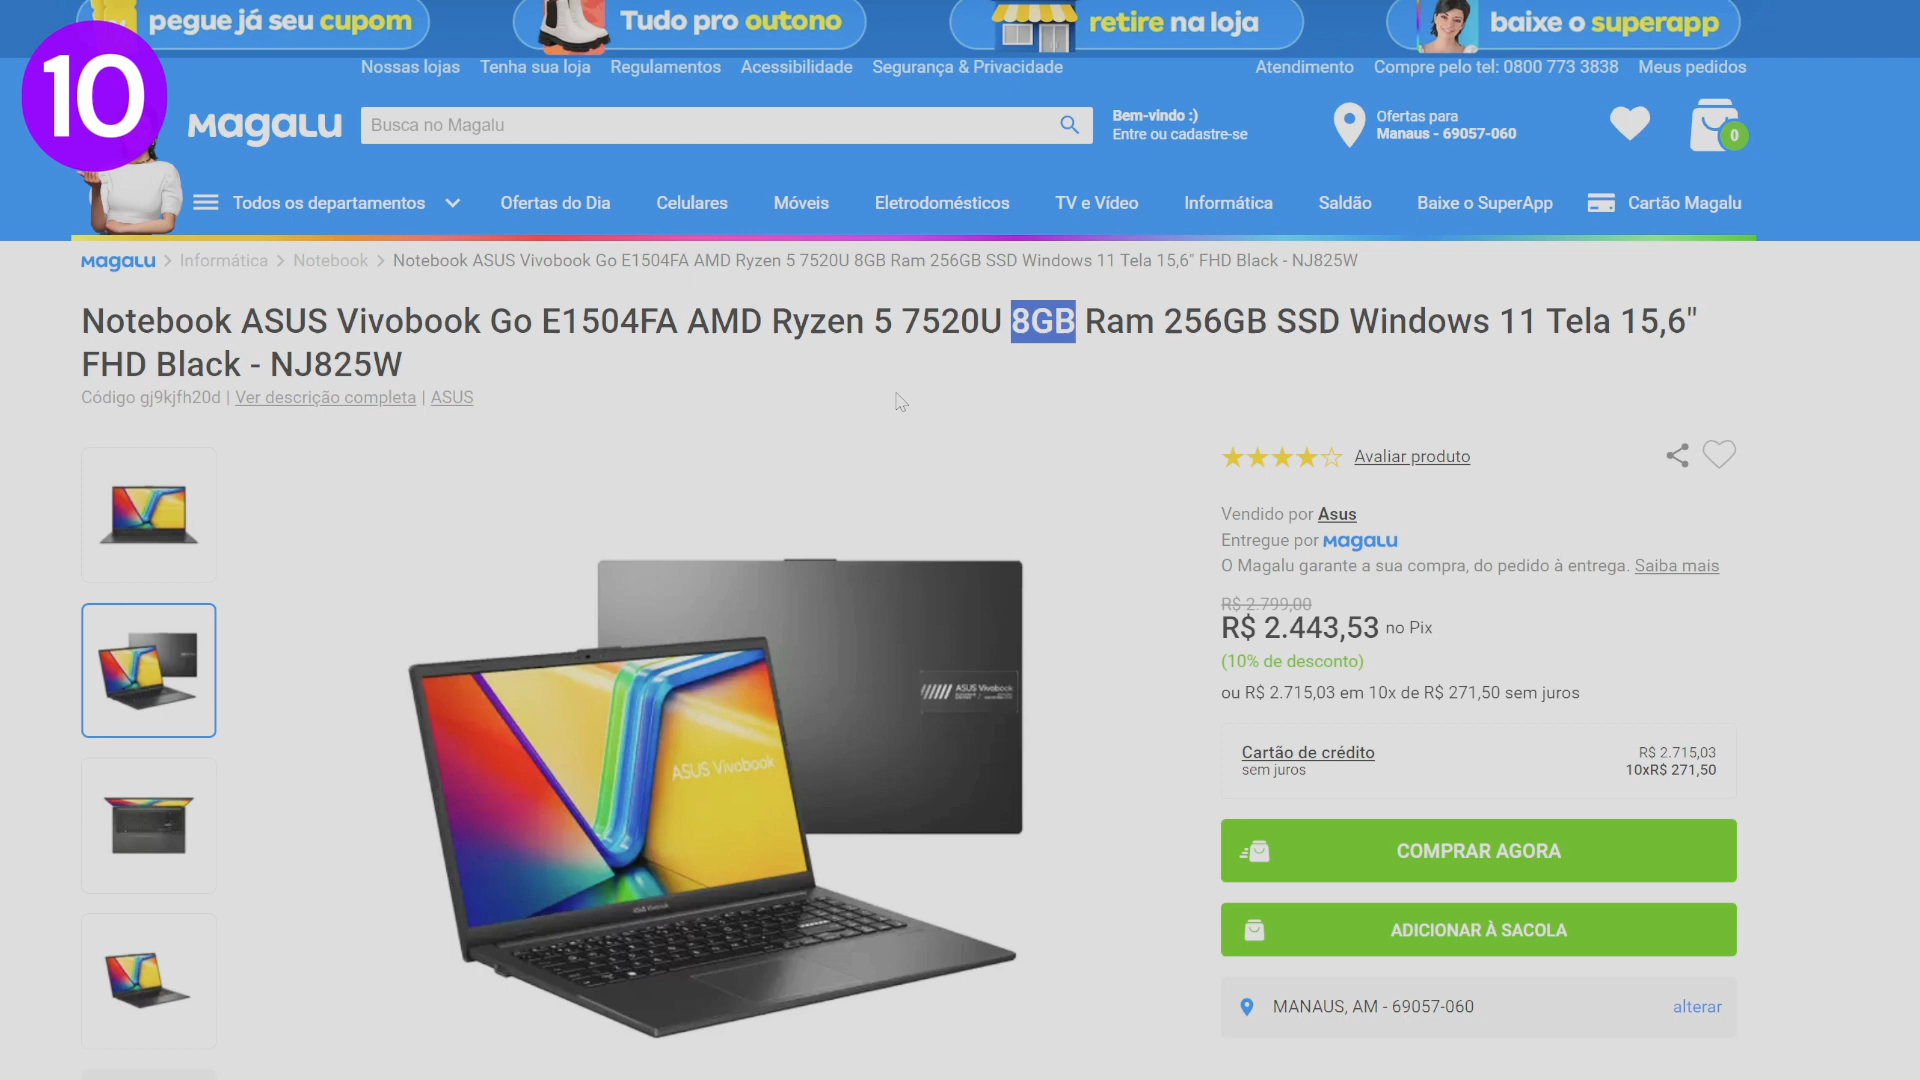 pegue já seu cupom
Tudo pro outono
retire na loja
baixe o superapp
10
Nossas lojas Tenha sua loja Regulamentos Acessibilidade Segurança & Privacidade Atendimento Compre pelo tel: 0800 773 3838 Meus pedidos
Magalu
Busca no Magalu
Bem-vindo :)
Entre ou cadastre-se
Ofertas para
Manaus - 69057-060
0
Todos os departamentos Ofertas do Dia Celulares Móveis Eletrodomésticos TV e Vídeo Informática Saldão Baixe o SuperApp Cartão Magalu
Magalu > Informática > Notebook > Notebook ASUS Vivobook Go E1504FA AMD Ryzen 5 7520U 8GB Ram 256GB SSD Windows 11 Tela 15,6" FHD Black - NJ825W
Notebook ASUS Vivobook Go E1504FA AMD Ryzen 5 7520U 8GB Ram 256GB SSD Windows 11 Tela 15,6"
FHD Black - NJ825W
Código gj9kjfh20d | Ver descrição completa | ASUS
Avaliar produto
Vendido por Asus
Entregue por Magalu
O Magalu garante a sua compra, do pedido à entrega. Saiba mais
R$ 2.799,00
R$ 2.443,53 no Pix
(10% de desconto)
ou R$ 2.715,03 em 10x de R$ 271,50 sem juros
Cartão de crédito R$ 2.715,03
sem juros 10xR$ 271,50
COMPRAR AGORA
ADICIONAR À SACOLA
MANAUS, AM - 69057-060 alterar
ASUS Vivobook
ASUS Vivobook